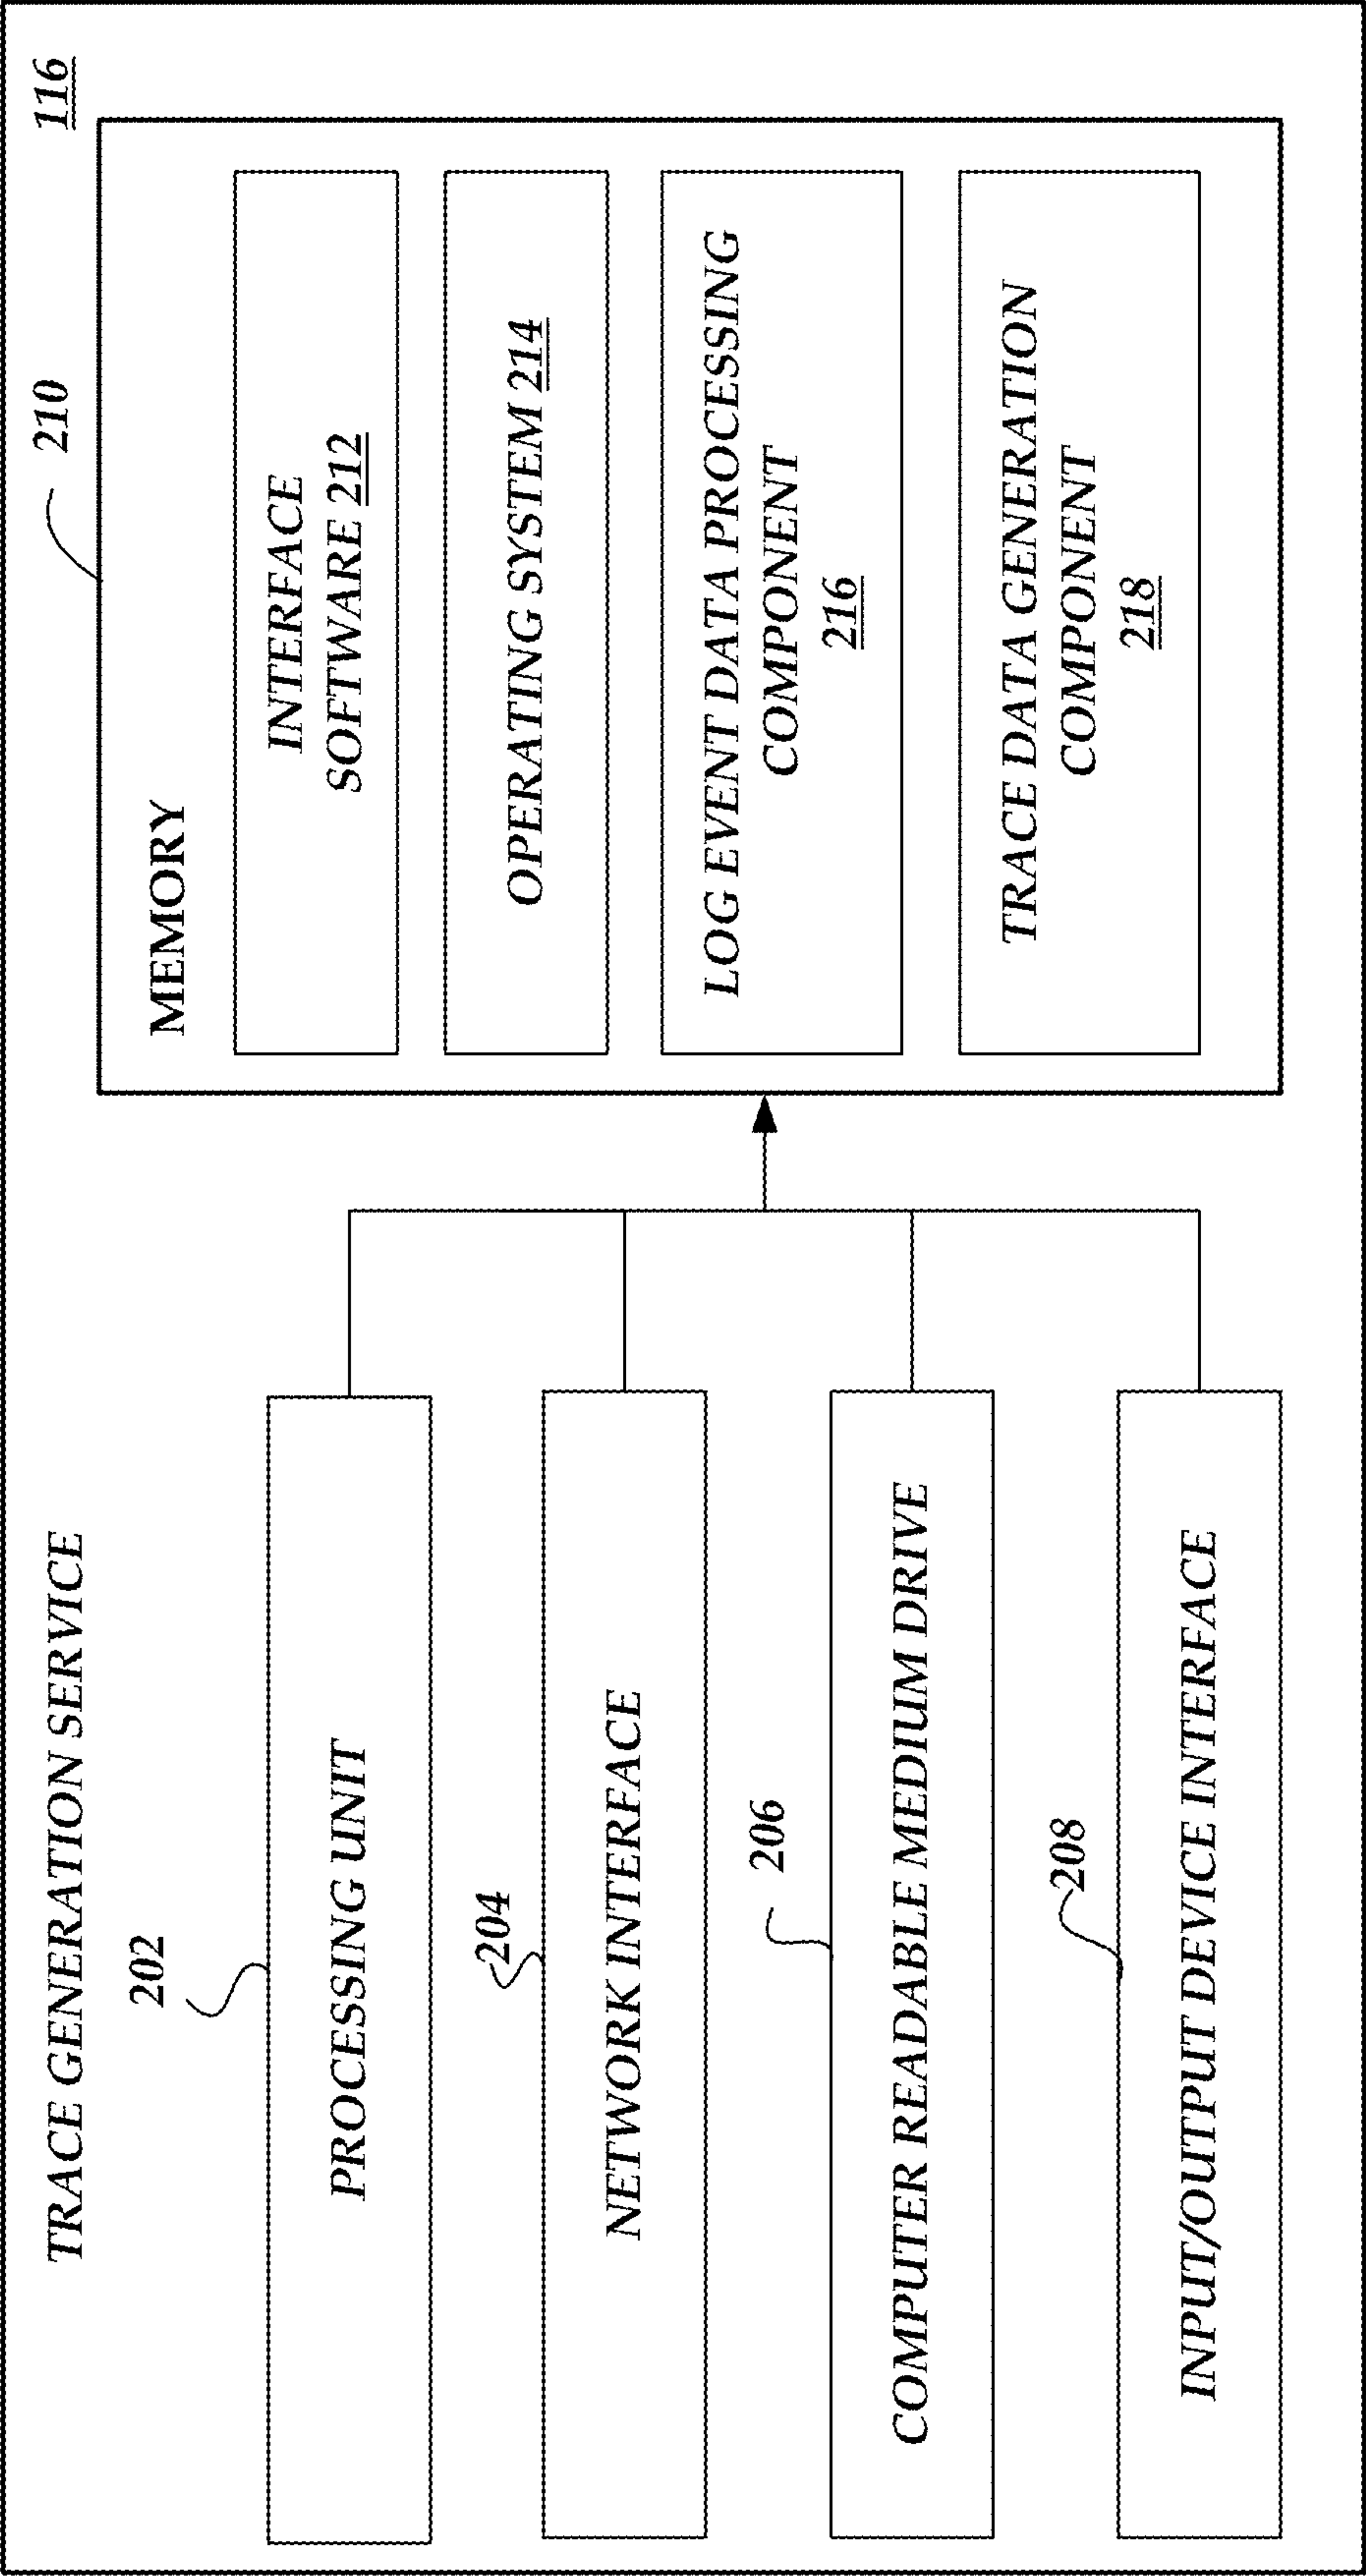 TRACE GENERATION SERVICE
116
202
PROCESSING UNIT
204
NETWORK INTERFACE
206
COMPUTER READABLE MEDIUM DRIVE
208
INPUT/OUTPUT DEVICE INTERFACE
210
MEMORY
INTERFACE
SOFTWARE 212
OPERATING SYSTEM 214
LOG EVENT DATA PROCESSING
COMPONENT
216
TRACE DATA GENERATION
COMPONENT
218